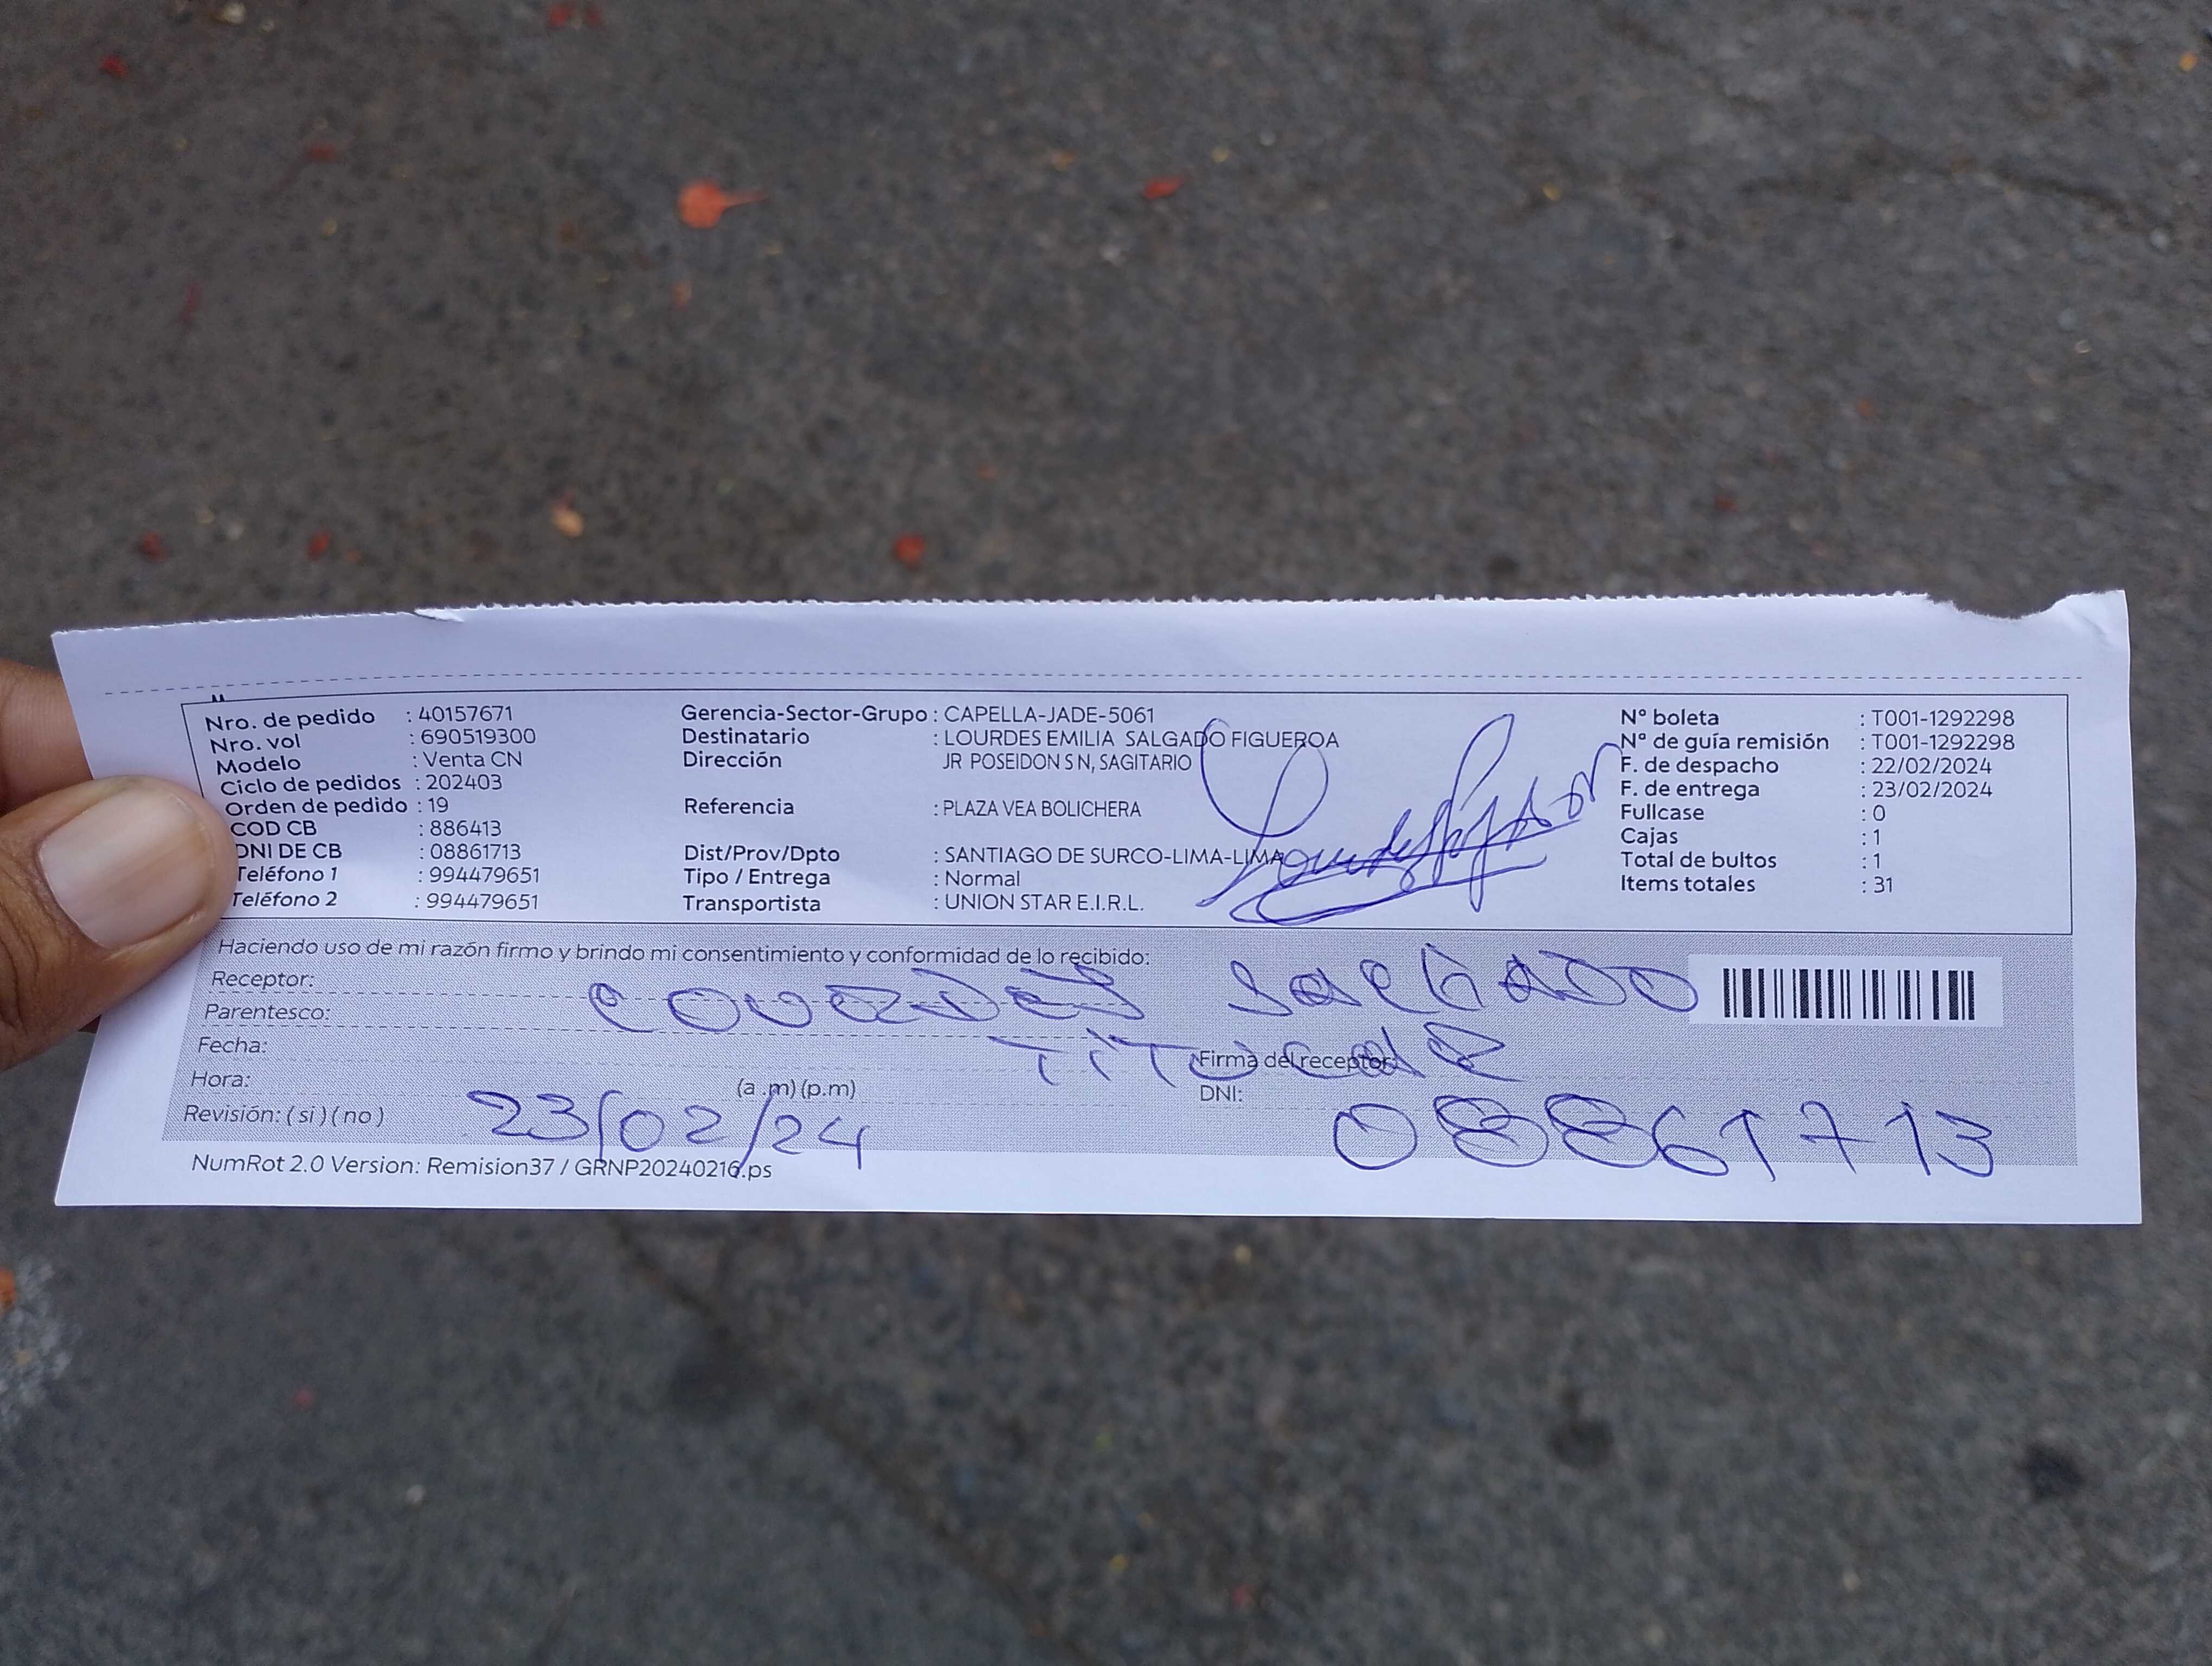 Nro. de pedido : 40157671
Nro. vol : 690519300
Modelo : Venta CN
Ciclo de pedidos : 202403
Orden de pedido : 19
COD CB : 886413
DNI DE CB : 08861713
Teléfono 1 : 994479651
Teléfono 2 : 994479651
Gerencia-Sector-Grupo : CAPELLA-JADE-5061
Destinatario : LOURDES EMILIA SALGADO FIGUEROA
Dirección JR POSEIDON S N, SAGITARIO
Referencia : PLAZA VEA BOLICHERA
Dist/Prov/Dpto : SANTIAGO DE SURCO-LIMA-LIMA
Tipo / Entrega : Normal
Transportista : UNION STAR E.I.R.L.
N° boleta : T001-1292298
N° de guía remisión : T001-1292298
F. de despacho : 22/02/2024
F. de entrega : 23/02/2024
Fullcase : 0
Cajas : 1
Total de bultos : 1
Items totales : 31
Haciendo uso de mi razón firmo y brindo mi consentimiento y conformidad de lo recibido:
Receptor: LOURDES SALGADO
Parentesco: TITULAR
Fecha:
Firma del receptor
Hora: (a .m) (p.m)
DNI: 08861713
Revisión: ( si ) ( no ) 23/02/24
NumRot 2.0 Version: Remision37 / GRNP20240216.ps